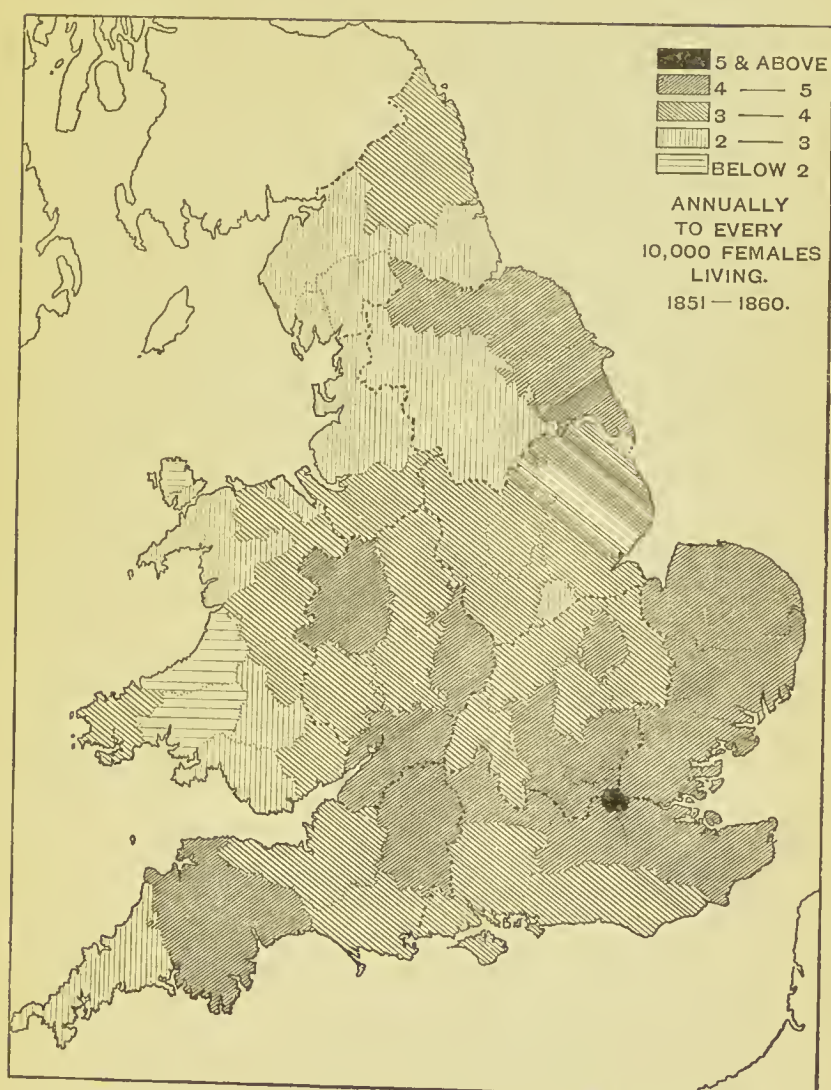 5 & ABOVE
4 — 5
3 — 4
2 — 3
BELOW 2
ANNUALLY
TO EVERY
10,000 FEMALES
LIVING.
1851 — 1860.